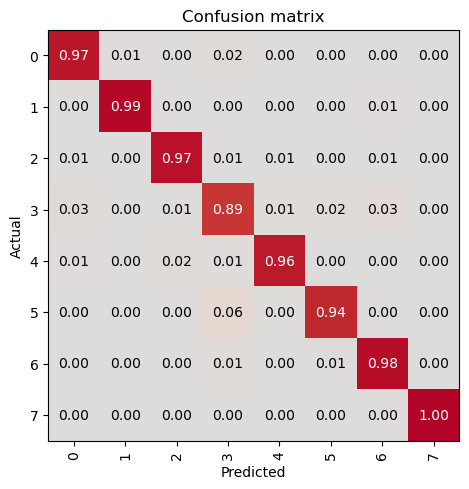 Confusion matrix
Actual
0 0.97 0.01 0.00 0.02 0.00 0.00 0.00 0.00
1 0.00 0.99 0.00 0.00 0.00 0.00 0.01 0.00
2 0.01 0.00 0.97 0.01 0.01 0.00 0.01 0.00
3 0.03 0.00 0.01 0.89 0.01 0.02 0.03 0.00
4 0.01 0.00 0.02 0.01 0.96 0.00 0.00 0.00
5 0.00 0.00 0.00 0.06 0.00 0.94 0.00 0.00
6 0.00 0.00 0.00 0.01 0.00 0.01 0.98 0.00
7 0.00 0.00 0.00 0.00 0.00 0.00 0.00 1.00
0 1 2 3 4 5 6 7
Predicted